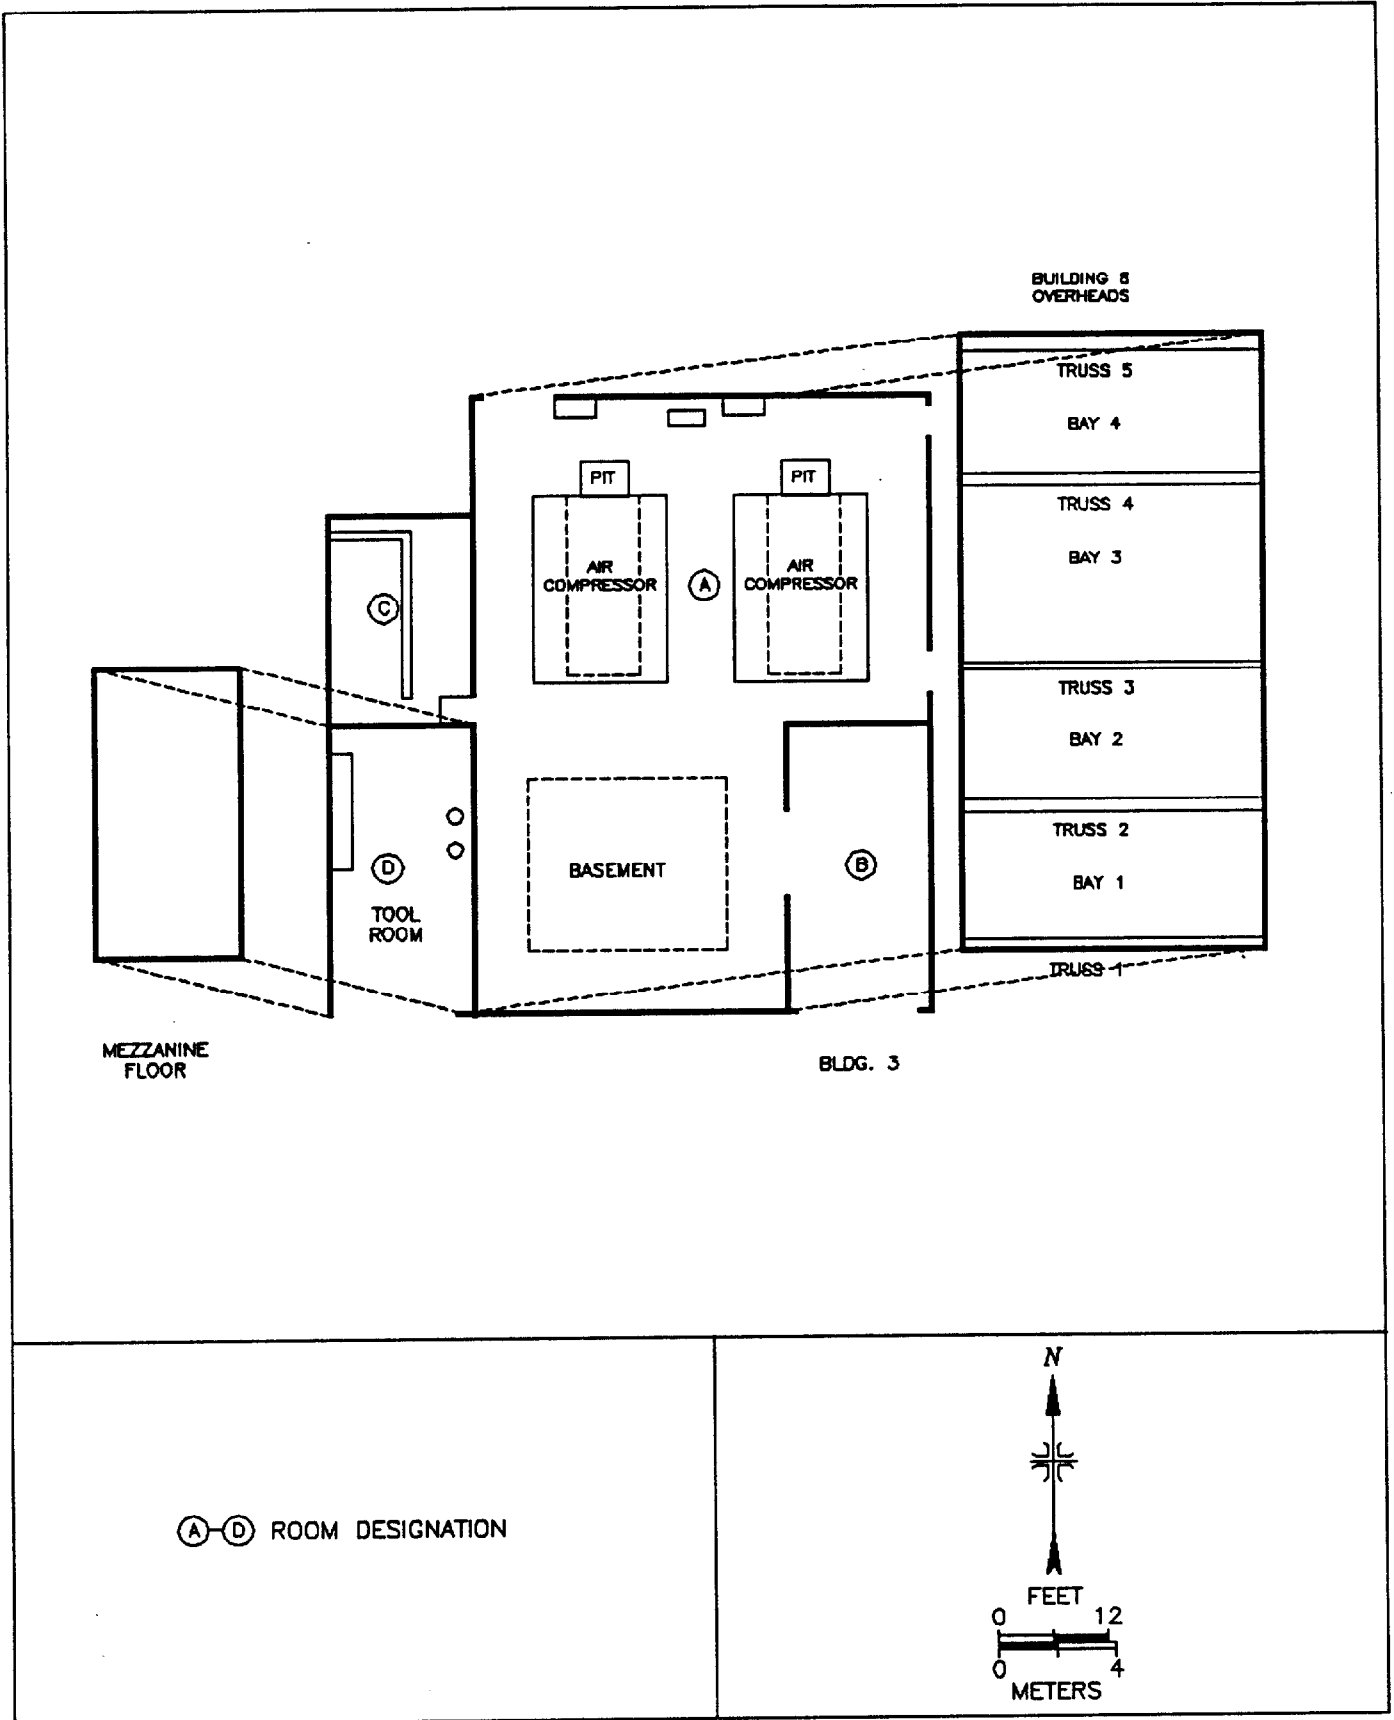 BUILDING 8
OVERHEADS
TRUSS 5
BAY 4
PIT
PIT
TRUSS 4
BAY 3
AIR
COMPRESSOR
A
AIR
COMPRESSOR
C
TRUSS 3
BAY 2
TRUSS 2
BAY 1
BASEMENT
B
D
TOOL
ROOM
TRUSS 1
MEZZANINE
FLOOR
BLDG. 3
A-D ROOM DESIGNATION
N
FEET
0 12
0 4
METERS